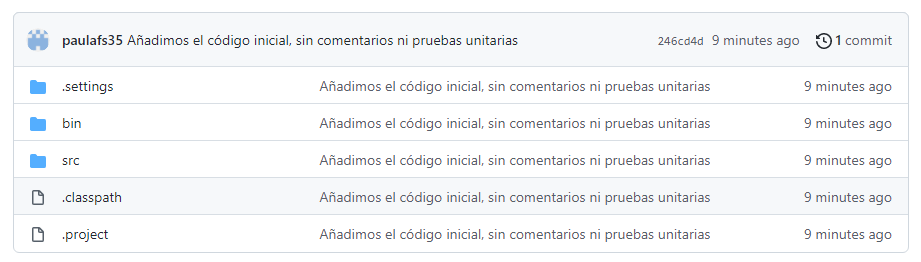 paulafs35 Añadimos el código inicial, sin comentarios ni pruebas unitarias 246cd4d 9 minutes ago 1 commit
.settings Añadimos el código inicial, sin comentarios ni pruebas unitarias 9 minutes ago
bin Añadimos el código inicial, sin comentarios ni pruebas unitarias 9 minutes ago
src Añadimos el código inicial, sin comentarios ni pruebas unitarias 9 minutes ago
.classpath Añadimos el código inicial, sin comentarios ni pruebas unitarias 9 minutes ago
.project Añadimos el código inicial, sin comentarios ni pruebas unitarias 9 minutes ago